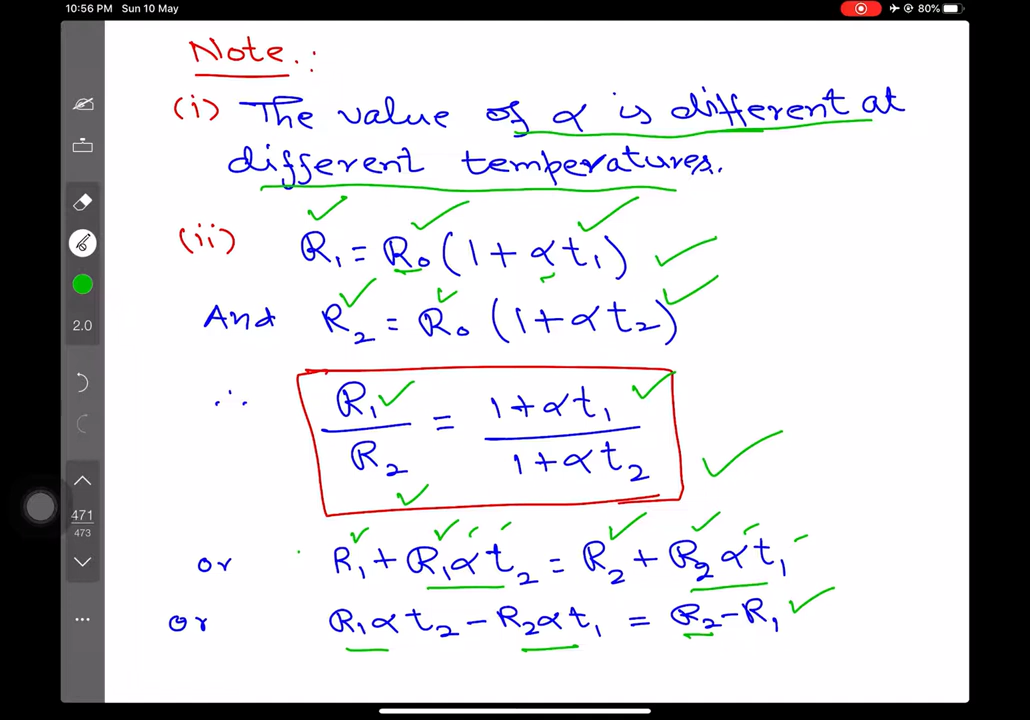 10:56 PM Sun 10 May 80%
Note.:
(i) The value of α is different at
different temperatures.
(ii) R₁ = R₀ (1 + αt₁)
And R₂ = R₀ (1+αt₂)
2.0
∴ R₁/R₂ = 1+αt₁/1+αt₂
471
473
or R₁ + R₁αt₂ = R₂ + R₂αt₁
or R₁αt₂ - R₂αt₁ = R₂-R₁